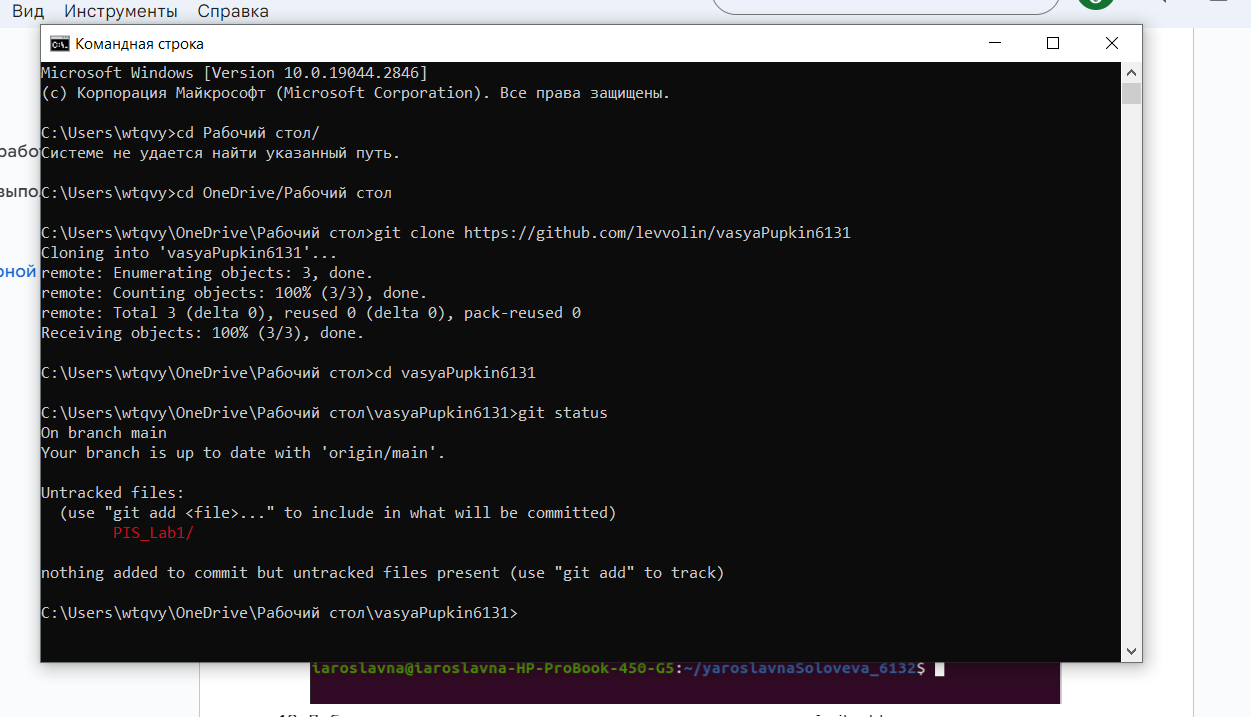 Вид Инструменты Справка
Командная строка
Microsoft Windows [Version 10.0.19044.2846]
(c) Корпорация Майкрософт (Microsoft Corporation). Все права защищены.
C:\Users\wtqvy>cd Рабочий стол/
Системе не удается найти указанный путь.
C:\Users\wtqvy>cd OneDrive/Рабочий стол
C:\Users\wtqvy\OneDrive\Рабочий стол>git clone https://github.com/levvolin/vasyaPupkin6131
Cloning into 'vasyaPupkin6131'...
remote: Enumerating objects: 3, done.
remote: Counting objects: 100% (3/3), done.
remote: Total 3 (delta 0), reused 0 (delta 0), pack-reused 0
Receiving objects: 100% (3/3), done.
C:\Users\wtqvy\OneDrive\Рабочий стол>cd vasyaPupkin6131
C:\Users\wtqvy\OneDrive\Рабочий стол\vasyaPupkin6131>git status
On branch main
Your branch is up to date with 'origin/main'.
Untracked files:
(use "git add <file>..." to include in what will be committed)
PIS_Lab1/
nothing added to commit but untracked files present (use "git add" to track)
C:\Users\wtqvy\OneDrive\Рабочий стол\vasyaPupkin6131>
iaroslavna@iaroslavna-HP-ProBook-450-G5:~/yaroslavnaSoloveva_6132$